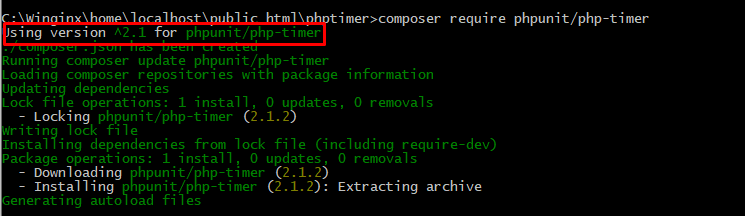 C:\Winginx\home\localhost\public_html\phptimer>composer require phpunit/php-timer
Using version ^2.1 for phpunit/php-timer
./composer.json has been created
Running composer update phpunit/php-timer
Loading composer repositories with package information
Updating dependencies
Lock file operations: 1 install, 0 updates, 0 removals
- Locking phpunit/php-timer (2.1.2)
Writing lock file
Installing dependencies from lock file (including require-dev)
Package operations: 1 install, 0 updates, 0 removals
- Downloading phpunit/php-timer (2.1.2)
- Installing phpunit/php-timer (2.1.2): Extracting archive
Generating autoload files